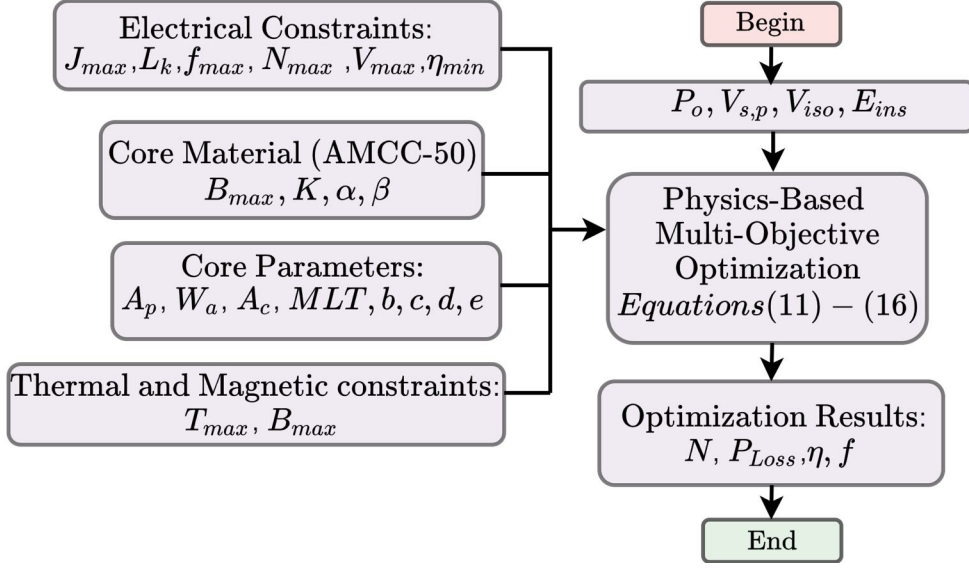 Electrical Constraints:
J_max, L_k, f_max, N_max, V_max, η_min
Core Material (AMCC-50)
B_max, K, α, β
Core Parameters:
A_p, W_a, A_c, MLT, b, c, d, e
Thermal and Magnetic constraints:
T_max, B_max
Begin
P_o, V_s,p, V_iso, E_ins
Physics-Based
Multi-Objective
Optimization
Equations(11) − (16)
Optimization Results:
N, P_Loss, η, f
End